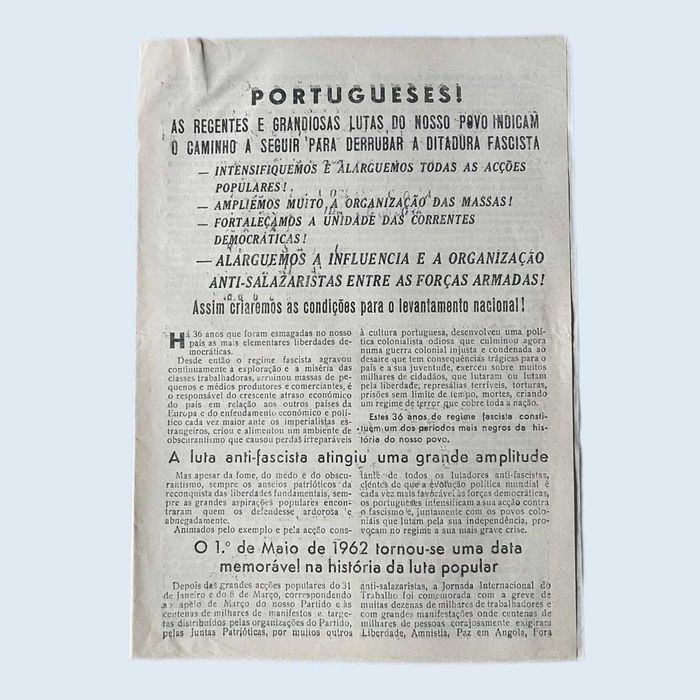 PORTUGUESES!
AS RECENTES E GRANDIOSAS LUTAS DO NOSSO POVO INDICAM
O CAMINHO A SEGUIR PARA DERRUBAR A DITADURA FASCISTA
— INTENSIFIQUEMOS E ALARGUEMOS TODAS AS ACÇÕES
POPULARES!
— AMPLIEMOS MUITO A ORGANIZAÇÃO DAS MASSAS!
— FORTALEÇAMOS A UNIDADE DAS CORRENTES
DEMOCRÁTICAS!
— ALARGUEMOS A INFLUENCIA E A ORGANIZAÇÃO
ANTI-SALAZARISTAS ENTRE AS FORÇAS ARMADAS!
Assim criaremos as condições para o levantamento nacional!
Há 36 anos que foram esmagadas no nosso
país as mais elementares liberdades de-
mocráticas.
Desde então o regime fascista agravou
continuamente a exploração e a miséria das
classes trabalhadoras, arruinou massas de pe-
quenos e médios produtores e comerciantes, é
o responsável do crescente atraso económico
do país em relação aos outros países da
Europa e do enfeudamento económico e polí-
tico cada vez maior ante os imperialistas es-
trangeiros, criou e alimentou um ambiente de
obscurantismo que causou perdas irreparáveis
à cultura portuguesa, desenvolveu uma polí-
tica colonialista odiosa que culminou agora
numa guerra colonial injusta e condenada ao
desaire que tem consequências trágicas para o
país e a sua juventude, exerceu sobre muitos
milhares de cidadãos, que lutaram ou lutam
pela liberdade, represálias terríveis, torturas,
prisões sem limite de tempo, mortes, criando
um regime de terror que cobre toda a nação.
Estes 36 anos de regime fascista consti-
tuem um dos períodos mais negros da his-
tória do nosso povo.
A luta anti-fascista atingiu uma grande amplitude
Mas apesar da fome, do medo e do obscu-
rantismo, sempre os anseios patrióticos da
reconquista das liberdades fundamentais, sem-
pre as grandes aspirações populares encon-
traram quem os defendesse ardorosa e
abnegadamente.
Animados pelo exemplo e pela acção cons-
tante de todos os lutadores anti-fascistas,
cientes de que a evolução política mundial é
cada vez mais favorável às forças democráticas,
os portugueses intensificam a sua acção contra
o fascismo e, juntamente com os povos colo-
niais que lutam pela sua independência, pro-
vocam no regime a sua mais grave crise.
O 1.º de Maio de 1962 tornou-se uma data
memorável na história da luta popular
Depois das grandes acções populares do 31
de Janeiro e do 8 de Março, correspondendo
ao apelo de Março do nosso Partido e às
centenas de milhares de manifestos e targe-
tas distribuídos pelas organizações do Partido,
pelas Juntas Patrióticas, por muitos outros
anti-salazaristas, a Jornada Internacional do
Trabalho foi comemorada com a greve de
muitas dezenas de milhares de trabalhadores e
com grandes manifestações onde centenas de
milhares de pessoas corajosamente exigiram
Liberdade, Amnistia, Paz em Angola, Fora